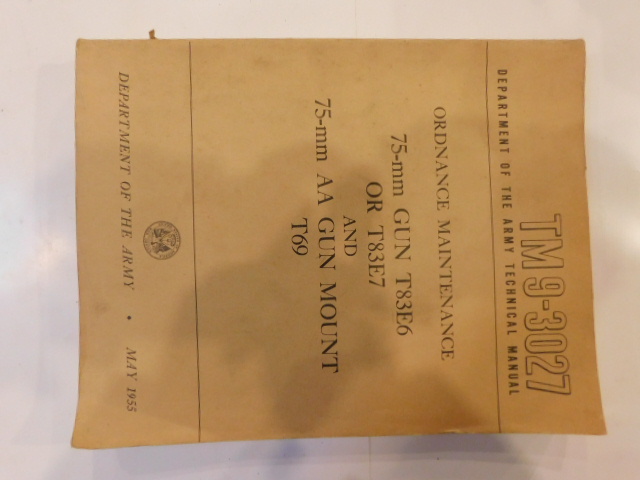 TM 9-3027
DEPARTMENT OF THE ARMY TECHNICAL MANUAL
ORDNANCE MAINTENANCE
75-mm GUN T83E6
OR T83E7
AND
75-mm AA GUN MOUNT
T69
DEPARTMENT OF THE ARMY • MAY 1955